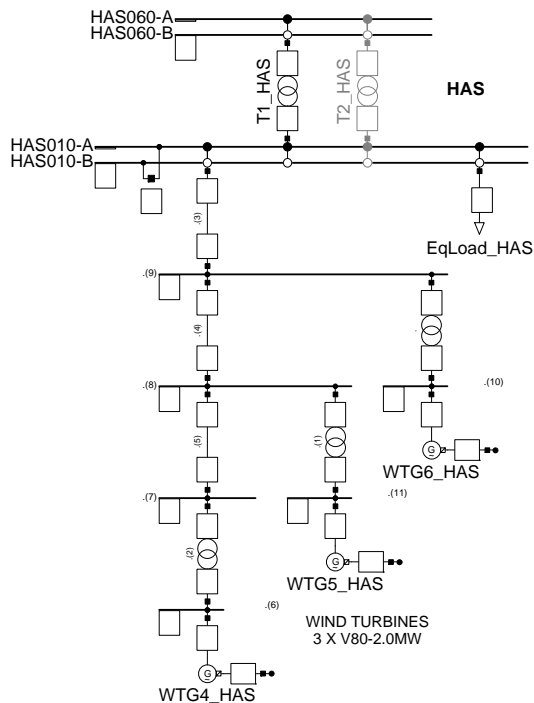 HAS060-A
HAS060-B
T1_HAS
T2_HAS
HAS
HAS010-A
HAS010-B
.(3)
EqLoad_HAS
.(9)
.(4)
.(8)
.(10)
.(5)
.(1)
WTG6_HAS
.(7)
.(11)
.(2)
G
G
G
WTG5_HAS
.(6)
WIND TURBINES
3 X V80-2.0MW
WTG4_HAS